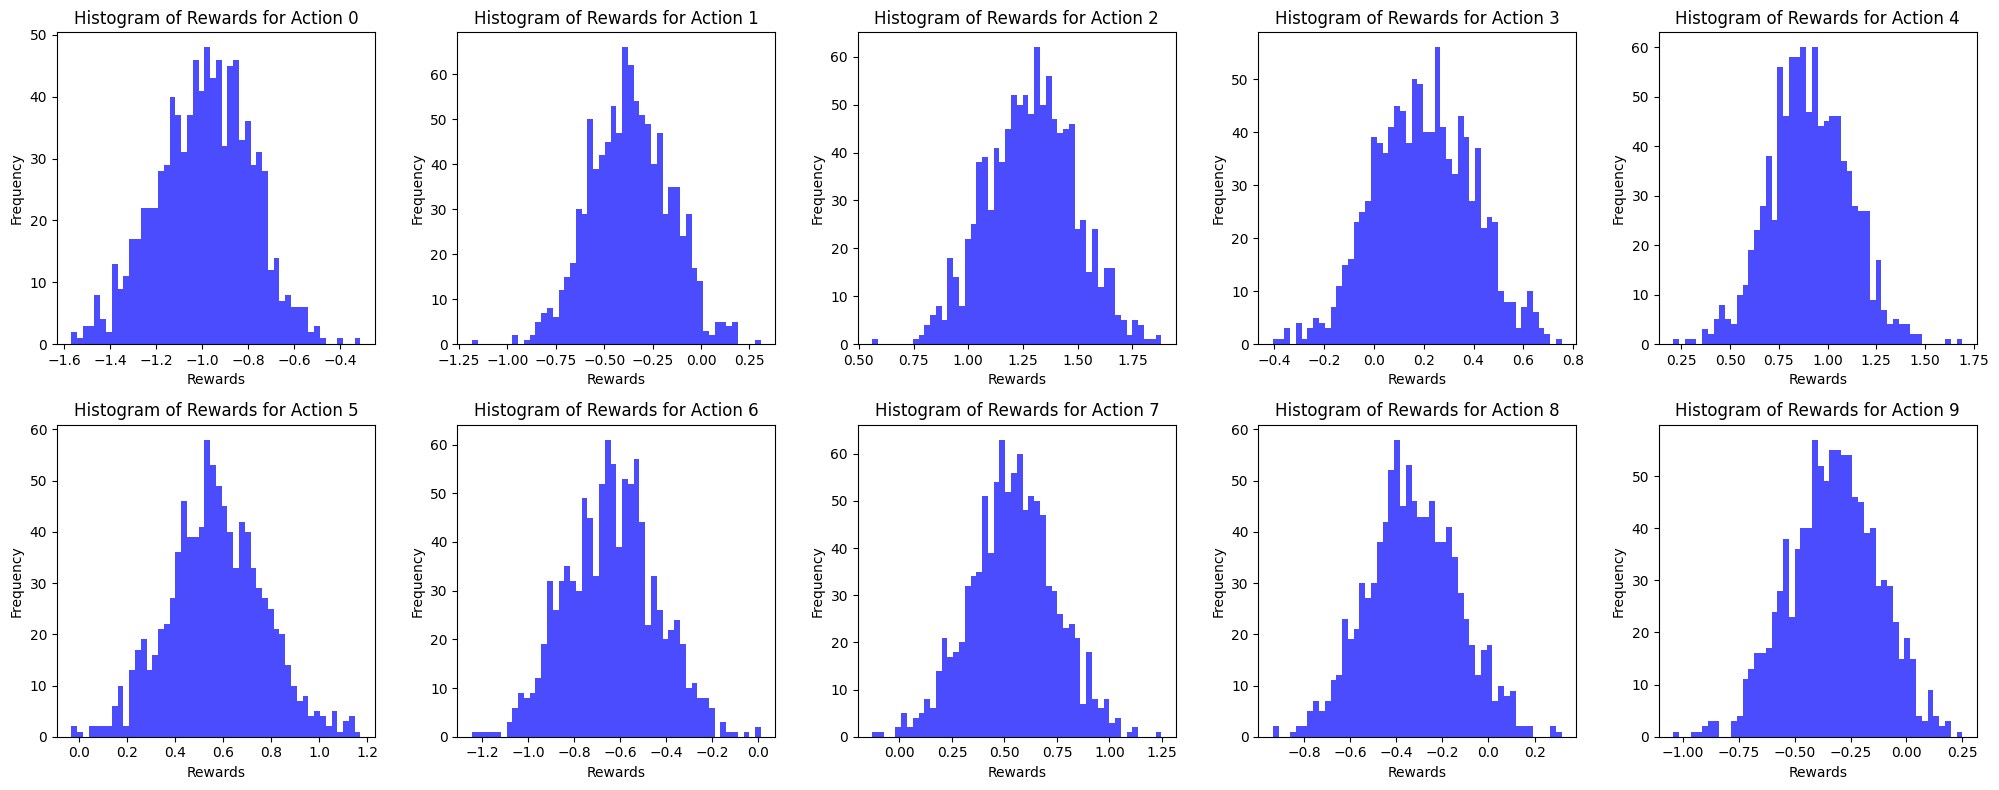 Histogram of Rewards for Action 0
50
40
30
20
10
0
Frequency
−1.6 −1.4 −1.2 −1.0 −0.8 −0.6 −0.4
Rewards
Histogram of Rewards for Action 1
60
50
40
30
20
10
0
Frequency
−1.25 −1.00 −0.75 −0.50 −0.25 0.00 0.25
Rewards
Histogram of Rewards for Action 2
60
50
40
30
20
10
0
Frequency
0.50 0.75 1.00 1.25 1.50 1.75
Rewards
Histogram of Rewards for Action 3
50
40
30
20
10
0
Frequency
−0.4 −0.2 0.0 0.2 0.4 0.6 0.8
Rewards
Histogram of Rewards for Action 4
60
50
40
30
20
10
0
Frequency
0.25 0.50 0.75 1.00 1.25 1.50 1.75
Rewards
Histogram of Rewards for Action 5
60
50
40
30
20
10
0
Frequency
0.0 0.2 0.4 0.6 0.8 1.0 1.2
Rewards
Histogram of Rewards for Action 6
60
50
40
30
20
10
0
Frequency
−1.2 −1.0 −0.8 −0.6 −0.4 −0.2 0.0
Rewards
Histogram of Rewards for Action 7
60
50
40
30
20
10
0
Frequency
0.00 0.25 0.50 0.75 1.00 1.25
Rewards
Histogram of Rewards for Action 8
60
50
40
30
20
10
0
Frequency
−0.8 −0.6 −0.4 −0.2 0.0 0.2
Rewards
Histogram of Rewards for Action 9
50
40
30
20
10
0
Frequency
−1.00 −0.75 −0.50 −0.25 0.00 0.25
Rewards